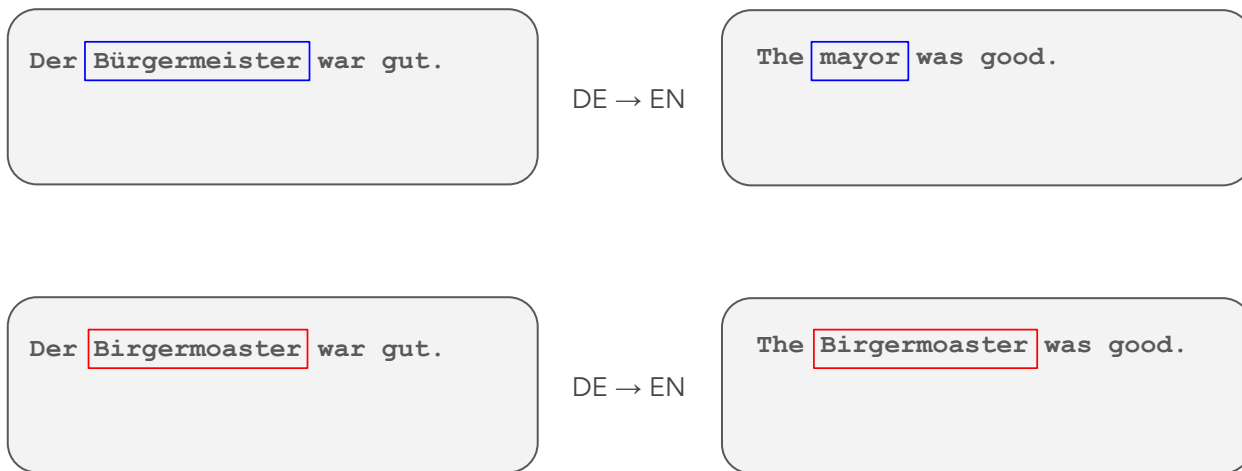 Der Bürgermeister war gut.
DE → EN
The mayor was good.
Der Birgermoaster war gut.
DE → EN
The Birgermoaster was good.